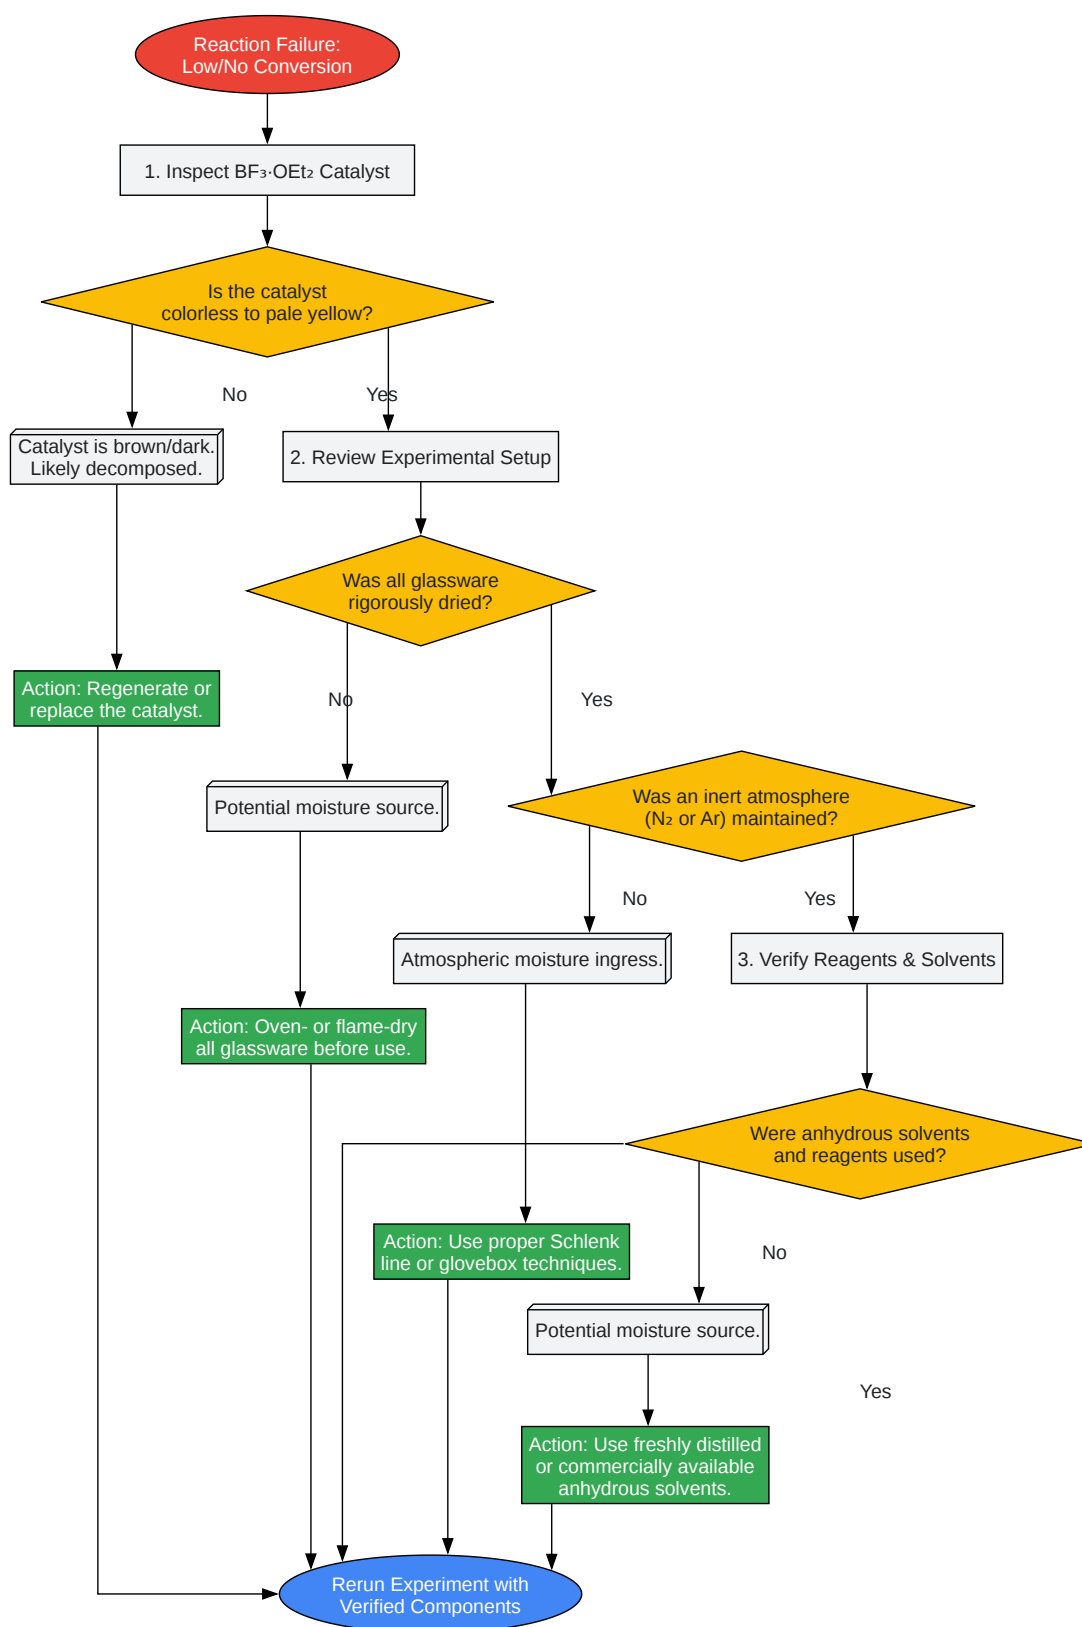 Reaction Failure:
Low/No Conversion
1. Inspect BF₃·OEt₂ Catalyst
Is the catalyst
colorless to pale yellow?
No
Yes
Catalyst is brown/dark.
Likely decomposed.
2. Review Experimental Setup
Was all glassware
rigorously dried?
Action: Regenerate or
replace the catalyst.
No
Yes
Potential moisture source.
Was an inert atmosphere
(N₂ or Ar) maintained?
No
Yes
Atmospheric moisture ingress.
3. Verify Reagents & Solvents
Action: Oven- or flame-dry
all glassware before use.
Were anhydrous solvents
and reagents used?
Action: Use proper Schlenk
line or glovebox techniques.
No
Potential moisture source.
Yes
Action: Use freshly distilled
or commercially available
anhydrous solvents.
Rerun Experiment with
Verified Components